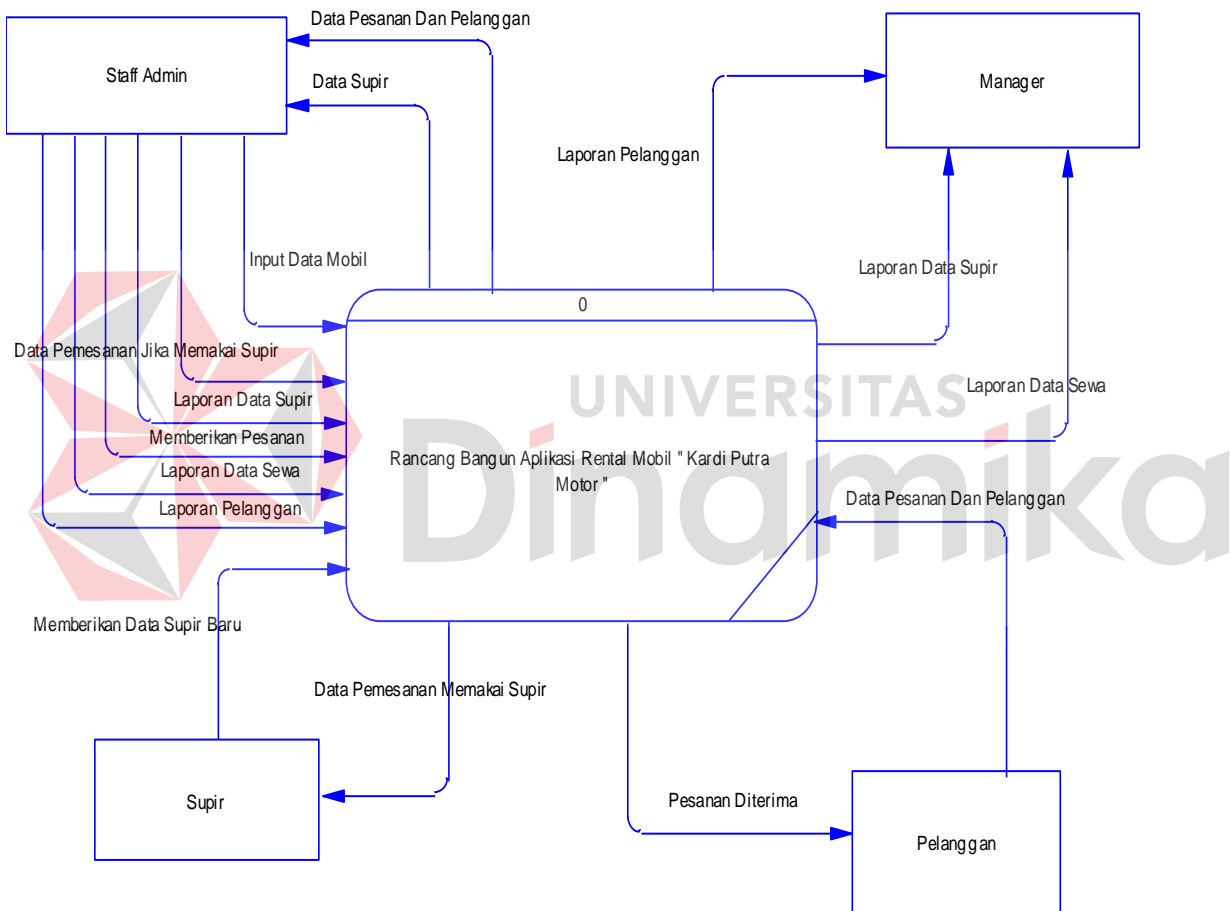 Data Pesanan Dan Pelanggan
Staff Admin
Data Supir
Manager
Laporan Pelanggan
Input Data Mobil
Laporan Data Supir
0
Data Pemesanan Jika Memakai Supir
Laporan Data Supir
UNIVERSITAS
Laporan Data Sewa
Memberikan Pesanan
Dinamika
Rancang Bangun Aplikasi Rental Mobil " Kardi Putra
Motor "
Laporan Data Sewa
Laporan Pelanggan
Data Pesanan Dan Pelanggan
Memberikan Data Supir Baru
Data Pemesanan Memakai Supir
Supir
Pesanan Diterima
Pelanggan